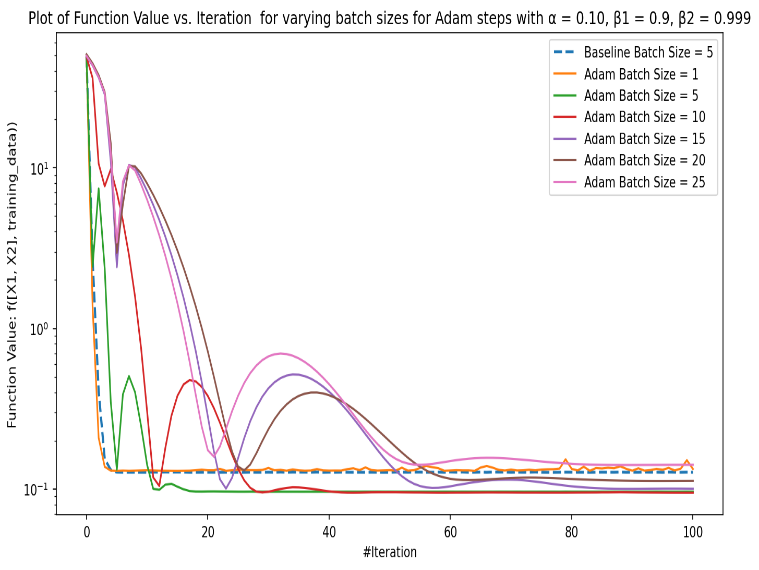 Plot of Function Value vs. Iteration  for varying batch sizes for Adam steps with α = 0.10, β1 = 0.9, β2 = 0.999
Baseline Batch Size = 5
Adam Batch Size = 1
Adam Batch Size = 5
Adam Batch Size = 10
Adam Batch Size = 15
Adam Batch Size = 20
Adam Batch Size = 25
Function Value: f([X1, X2], training_data))
10¹
10⁰
10⁻¹
0 20 40 60 80 100
#Iteration